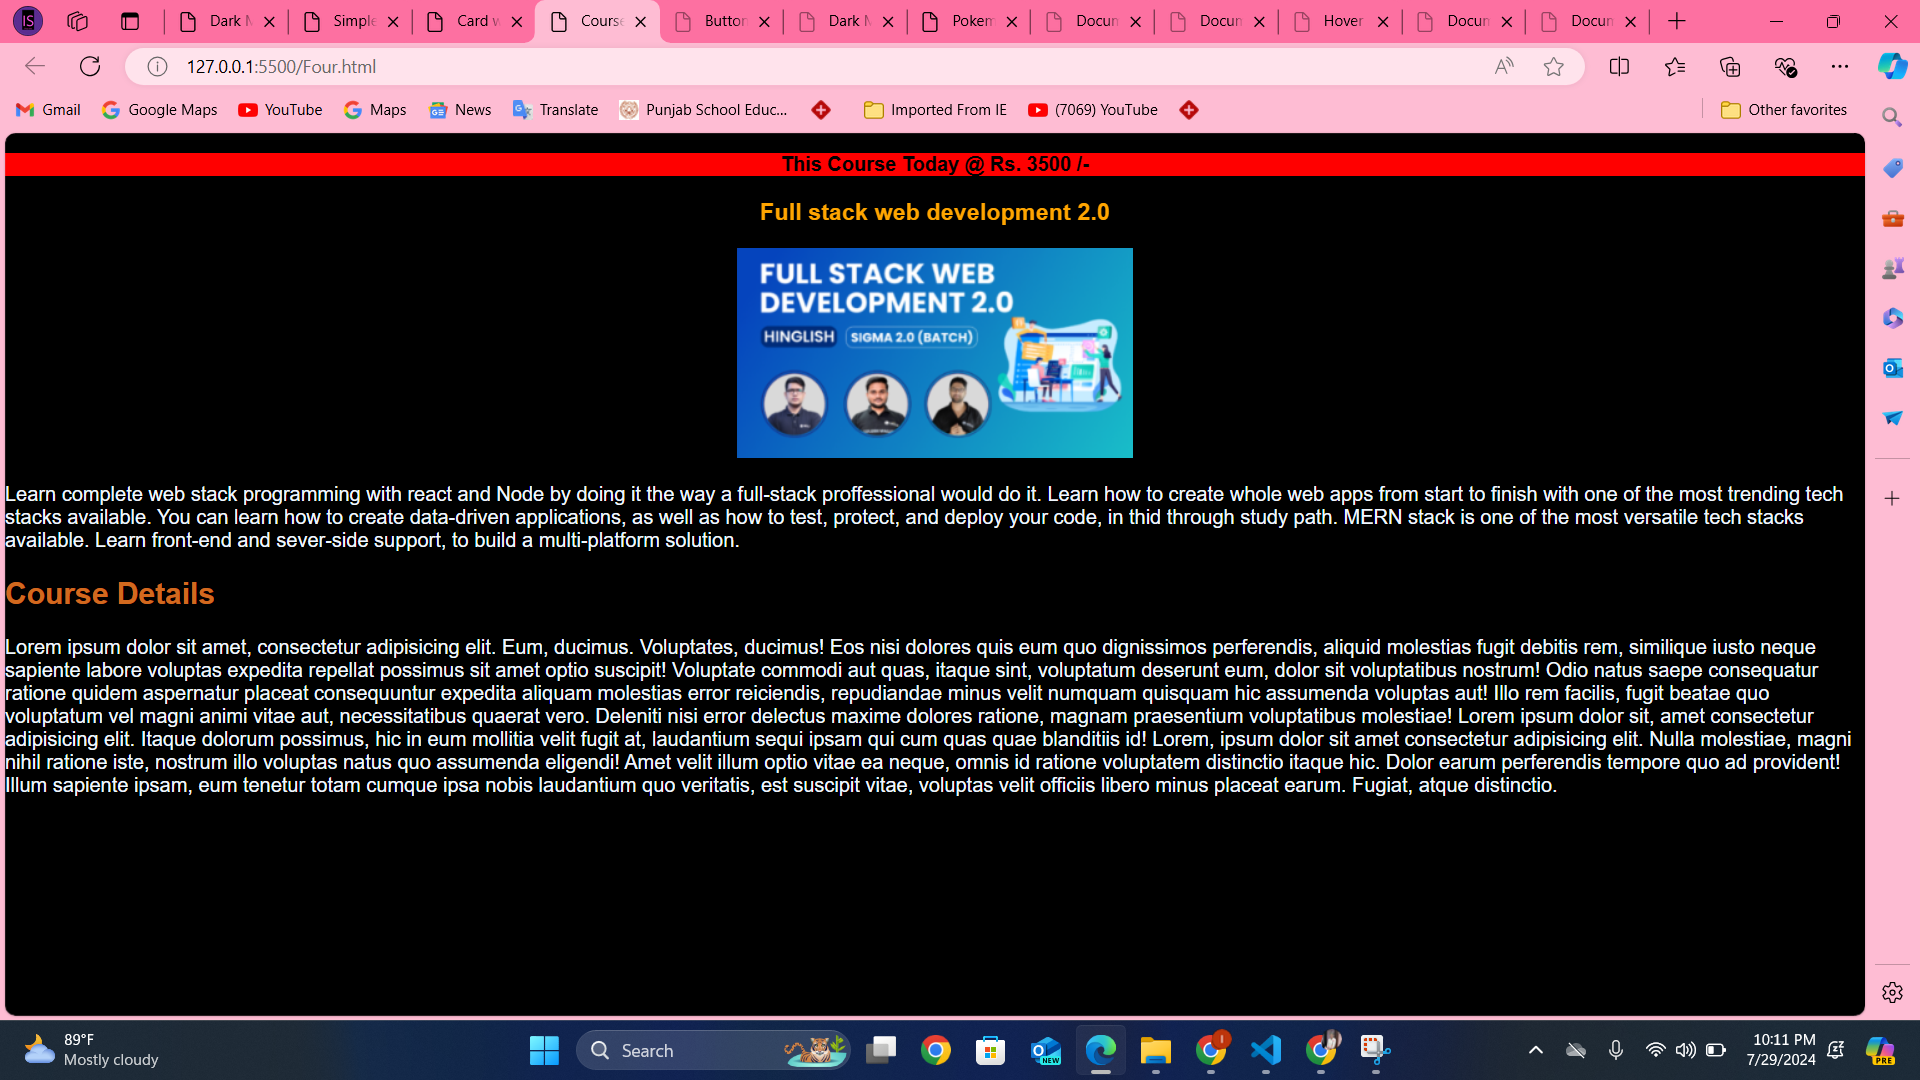 IS
Dark M
Simple
Card w
Course
Button
Dark M
Pokem
Docum
Docum
Hover
Docum
Docum
127.0.0.1:5500/Four.html
Gmail
Google Maps
YouTube
Maps
News
Translate
Punjab School Educ...
Imported From IE
(7069) YouTube
Other favorites
This Course Today @ Rs. 3500 /-
Full stack web development 2.0
FULL STACK WEB
DEVELOPMENT 2.0
HINGLISH SIGMA 2.0 (BATCH)
Learn complete web stack programming with react and Node by doing it the way a full-stack proffessional would do it. Learn how to create whole web apps from start to finish with one of the most trending tech
stacks available. You can learn how to create data-driven applications, as well as how to test, protect, and deploy your code, in thid through study path. MERN stack is one of the most versatile tech stacks
available. Learn front-end and sever-side support, to build a multi-platform solution.
Course Details
Lorem ipsum dolor sit amet, consectetur adipisicing elit. Eum, ducimus. Voluptates, ducimus! Eos nisi dolores quis eum quo dignissimos perferendis, aliquid molestias fugit debitis rem, similique iusto neque
sapiente labore voluptas expedita repellat possimus sit amet optio suscipit! Voluptate commodi aut quas, itaque sint, voluptatum deserunt eum, dolor sit voluptatibus nostrum! Odio natus saepe consequatur
ratione quidem aspernatur placeat consequuntur expedita aliquam molestias error reiciendis, repudiandae minus velit numquam quisquam hic assumenda voluptas aut! Illo rem facilis, fugit beatae quo
voluptatum vel magni animi vitae aut, necessitatibus quaerat vero. Deleniti nisi error delectus maxime dolores ratione, magnam praesentium voluptatibus molestiae! Lorem ipsum dolor sit, amet consectetur
adipisicing elit. Itaque dolorum possimus, hic in eum mollitia velit fugit at, laudantium sequi ipsam qui cum quas quae blanditiis id! Lorem, ipsum dolor sit amet consectetur adipisicing elit. Nulla molestiae, magni
nihil ratione iste, nostrum illo voluptas natus quo assumenda eligendi! Amet velit illum optio vitae ea neque, omnis id ratione voluptatem distinctio itaque hic. Dolor earum perferendis tempore quo ad provident!
Illum sapiente ipsam, eum tenetur totam cumque ipsa nobis laudantium quo veritatis, est suscipit vitae, voluptas velit officiis libero minus placeat earum. Fugiat, atque distinctio.
89°F
Mostly cloudy
Search
NEW
10:11 PM
7/29/2024
PRE